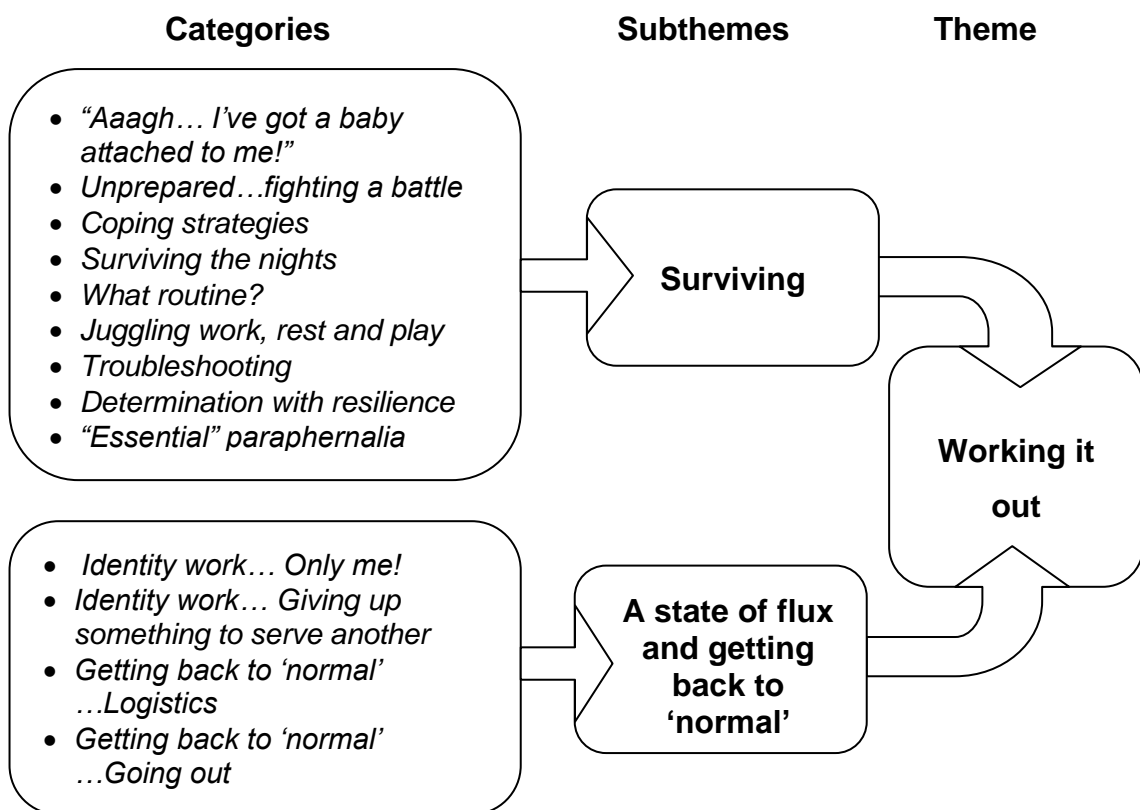 Categories Subthemes Theme
• “Aaagh… I’ve got a baby
attached to me!”
• Unprepared…fighting a battle
• Coping strategies
• Surviving the nights
• What routine?
• Juggling work, rest and play
• Troubleshooting
• Determination with resilience
• “Essential” paraphernalia
Surviving
Working it
out
• Identity work… Only me!
• Identity work… Giving up
something to serve another
• Getting back to ‘normal’
…Logistics
• Getting back to ‘normal’
…Going out
A state of flux
and getting
back to
‘normal’